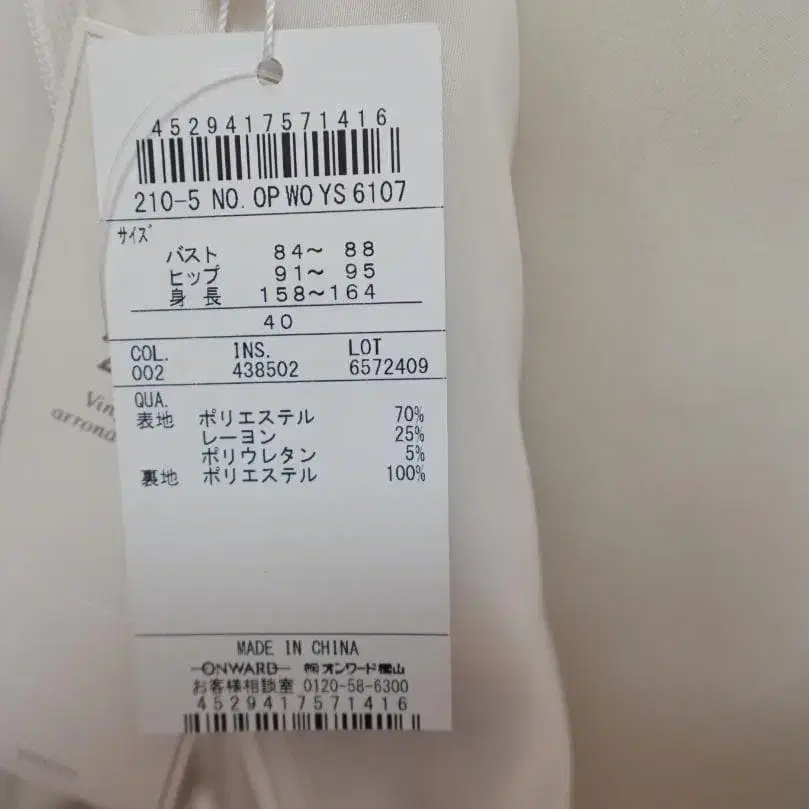 4529417571416
210-5 NO. OP WO YS 6107
サイズ
バスト 84〜 88
ヒップ 91〜 95
身 長 158〜164
40
COL. INS. LOT
002 438502 6572409
QUA.
表地 ポリエステル 70%
レーヨン 25%
ポリウレタン 5%
裏地 ポリエステル 100%
MADE IN CHINA
ONWARD ㈱オンワード樫山
お客様相談室 0120-58-6300
4529417571416